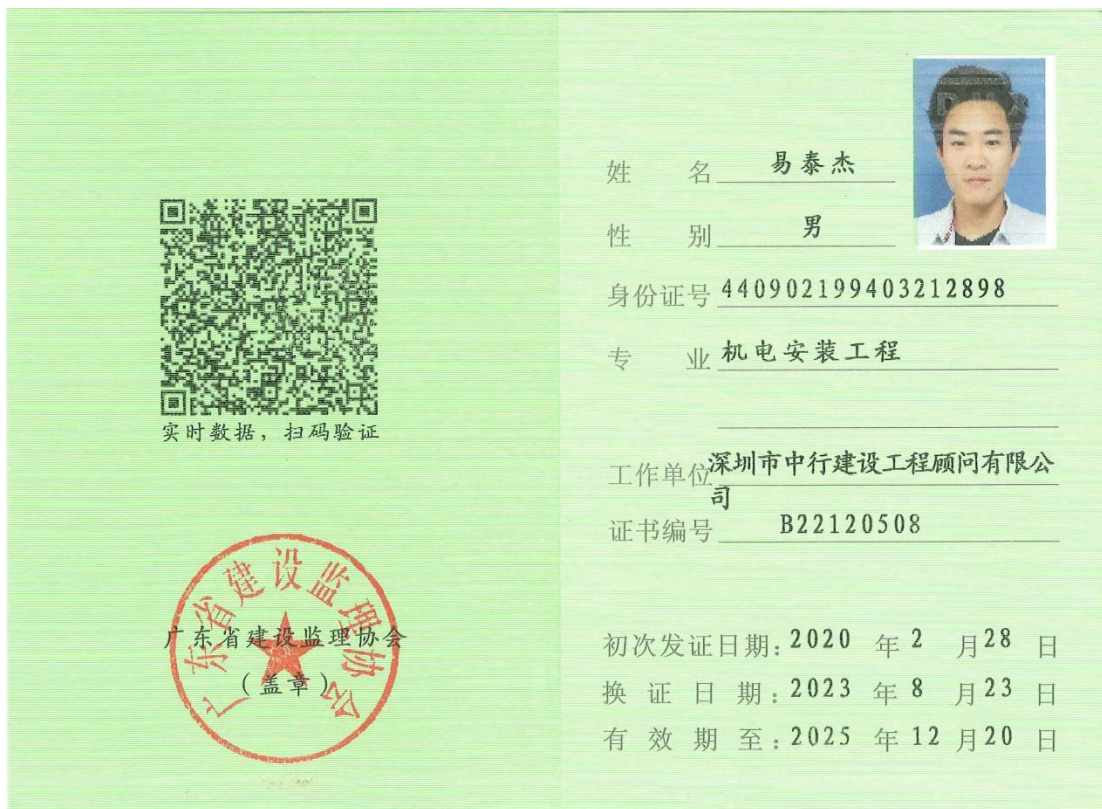 实时数据，扫码验证
广东省建设监理协会
广东省建设监理协会
（盖章）
姓 名 易泰杰
性 别 男
身份证号 440902199403212898
专 业 机电安装工程
工作单位 深圳市中行建设工程顾问有限公
司
证书编号 B22120508
初次发证日期：2020 年 2 月 28 日
换 证 日 期：2023 年 8 月 23 日
有 效 期 至：2025 年 12 月 20 日